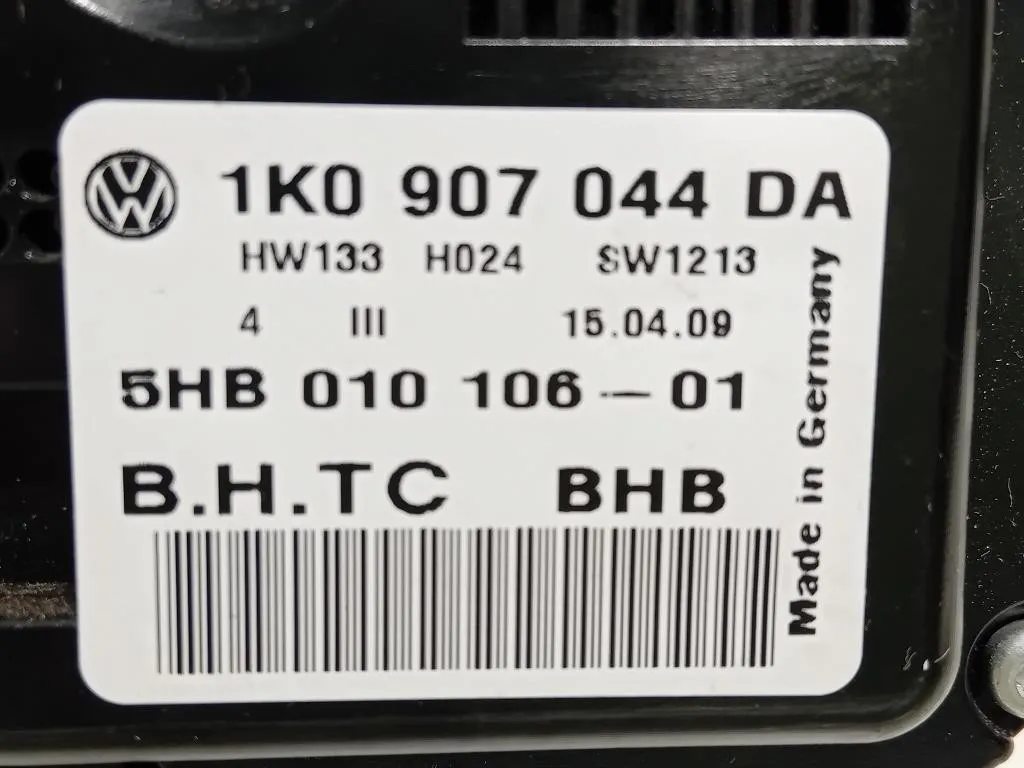 1K0 907 044 DA
HW133 H024 SW1213
4 III 15.04.09
5HB 010 106-01
B.H.TC BHB
Made in Germany